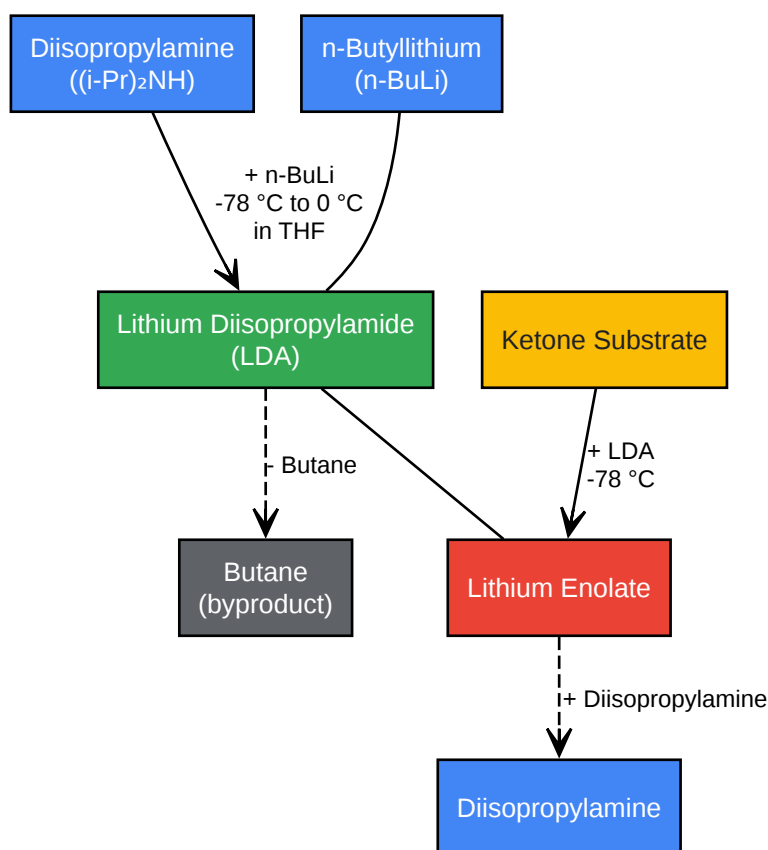 Diisopropylamine
((i-Pr)₂NH)
n-Butyllithium
(n-BuLi)
+ n-BuLi
-78 °C to 0 °C
in THF
Lithium Diisopropylamide
(LDA)
Ketone Substrate
- Butane
+ LDA
-78 °C
Butane
(byproduct)
Lithium Enolate
+ Diisopropylamine
Diisopropylamine